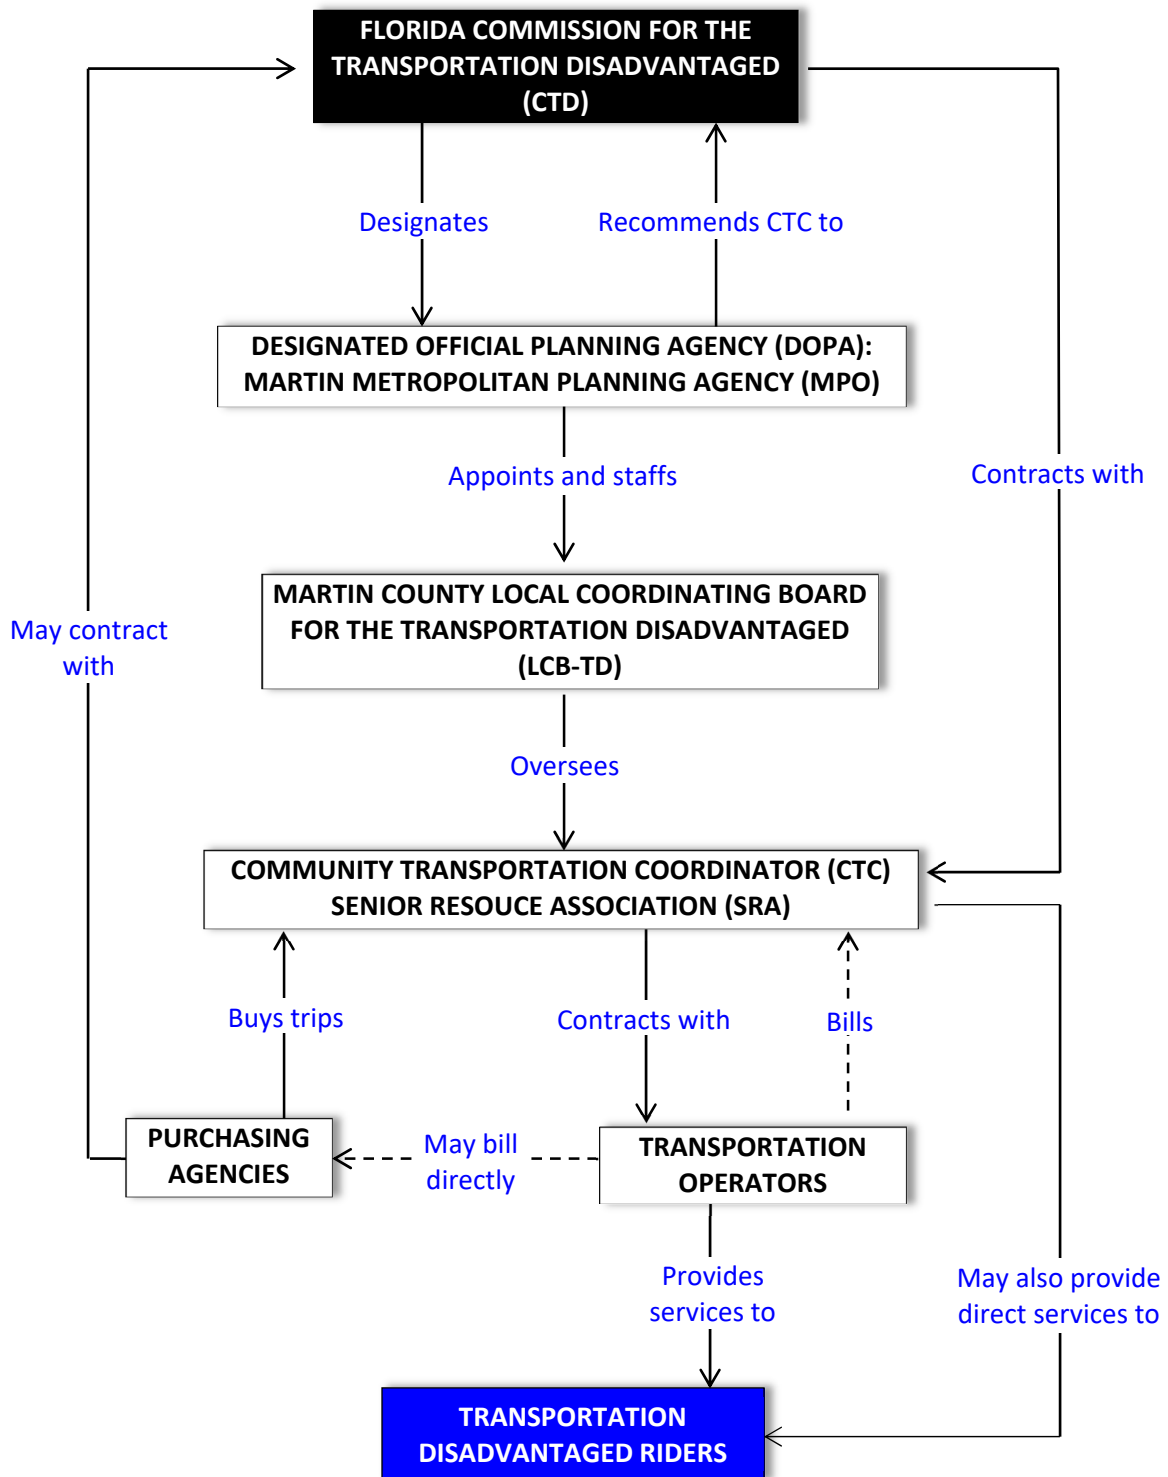 FLORIDA COMMISSION FOR THE
TRANSPORTATION DISADVANTAGED
(CTD)
Designates
Recommends CTC to
DESIGNATED OFFICIAL PLANNING AGENCY (DOPA):
MARTIN METROPOLITAN PLANNING AGENCY (MPO)
Appoints and staffs
Contracts with
MARTIN COUNTY LOCAL COORDINATING BOARD
FOR THE TRANSPORTATION DISADVANTAGED
(LCB-TD)
May contract
with
Oversees
COMMUNITY TRANSPORTATION COORDINATOR (CTC)
SENIOR RESOUCE ASSOCIATION (SRA)
Buys trips
Contracts with
Bills
PURCHASING
AGENCIES
May bill
directly
TRANSPORTATION
OPERATORS
Provides
services to
May also provide
direct services to
TRANSPORTATION
DISADVANTAGED RIDERS